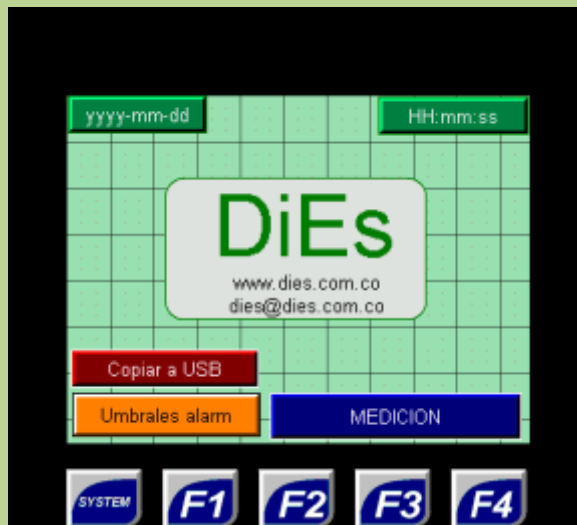 yyyy-mm-dd HH:mm:ss
DiEs
www.dies.com.co
dies@dies.com.co
Copiar a USB
Umbrales alarm MEDICION
SYSTEM F1 F2 F3 F4